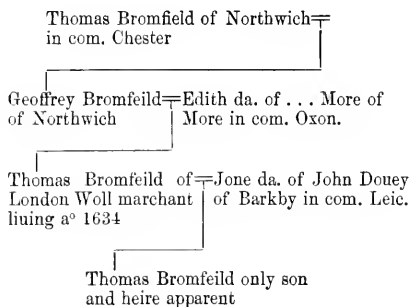 Thomas Bromfield of Northwich
in com. Chester
Geoffrey Bromfeild=Edith da. of . . . More of
of Northwich More in com. Oxon.
Thomas Bromfeild of=Jone da. of John Douey
London Woll marchant of Barkby in com. Leic.
liuing aº 1634
Thomas Bromfeild only son
and heire apparent